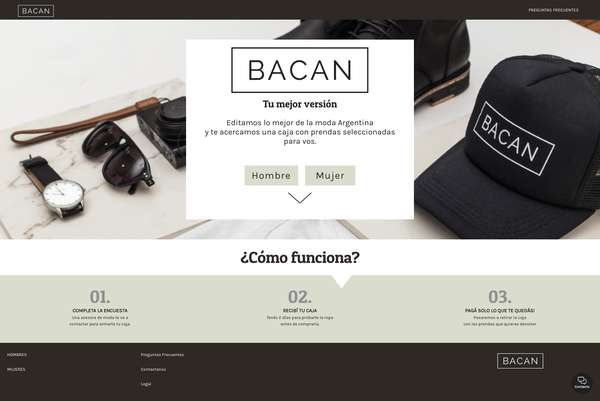 BACAN
PREGUNTAS FRECUENTES
BACAN
Tu mejor versión
Editamos lo mejor de la moda Argentina
y te acercamos una caja con prendas seleccionadas
para vos.
Hombre
Mujer
BACAN
¿Cómo funciona?
01.
COMPLETA LA ENCUESTA
Una asesora de moda te va a
contactar para armarte tu caja
02.
RECIBÍ TU CAJA
Tenés 3 días para probarte la ropa
antes de comprarla
03.
PAGÁ SOLO LO QUE TE QUEDÁS!
Pasaremos a retirar la caja
con las prendas que quieras devolver
HOMBRES
MUJERES
Preguntas Frecuentes
Contactanos
Legal
BACAN